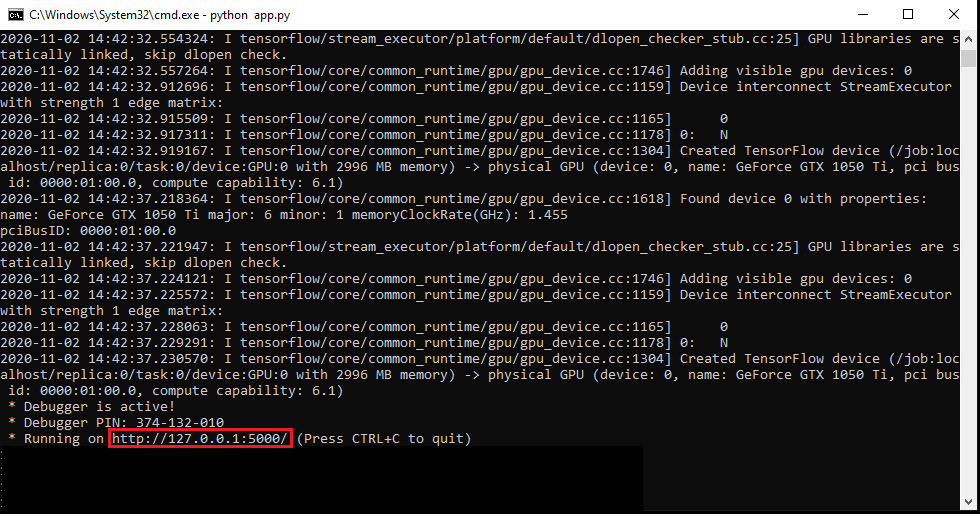 C:\Windows\System32\cmd.exe - python  app.py
2020-11-02 14:42:32.554324: I tensorflow/stream_executor/platform/default/dlopen_checker_stub.cc:25] GPU libraries are s
tatically linked, skip dlopen check.
2020-11-02 14:42:32.557264: I tensorflow/core/common_runtime/gpu/gpu_device.cc:1746] Adding visible gpu devices: 0
2020-11-02 14:42:32.912696: I tensorflow/core/common_runtime/gpu/gpu_device.cc:1159] Device interconnect StreamExecutor
with strength 1 edge matrix:
2020-11-02 14:42:32.915509: I tensorflow/core/common_runtime/gpu/gpu_device.cc:1165]      0
2020-11-02 14:42:32.917311: I tensorflow/core/common_runtime/gpu/gpu_device.cc:1178] 0:   N
2020-11-02 14:42:32.919167: I tensorflow/core/common_runtime/gpu/gpu_device.cc:1304] Created TensorFlow device (/job:loc
alhost/replica:0/task:0/device:GPU:0 with 2996 MB memory) -> physical GPU (device: 0, name: GeForce GTX 1050 Ti, pci bus
 id: 0000:01:00.0, compute capability: 6.1)
2020-11-02 14:42:37.218364: I tensorflow/core/common_runtime/gpu/gpu_device.cc:1618] Found device 0 with properties:
name: GeForce GTX 1050 Ti major: 6 minor: 1 memoryClockRate(GHz): 1.455
pciBusID: 0000:01:00.0
2020-11-02 14:42:37.221947: I tensorflow/stream_executor/platform/default/dlopen_checker_stub.cc:25] GPU libraries are s
tatically linked, skip dlopen check.
2020-11-02 14:42:37.224121: I tensorflow/core/common_runtime/gpu/gpu_device.cc:1746] Adding visible gpu devices: 0
2020-11-02 14:42:37.225572: I tensorflow/core/common_runtime/gpu/gpu_device.cc:1159] Device interconnect StreamExecutor
with strength 1 edge matrix:
2020-11-02 14:42:37.228063: I tensorflow/core/common_runtime/gpu/gpu_device.cc:1165]      0
2020-11-02 14:42:37.229291: I tensorflow/core/common_runtime/gpu/gpu_device.cc:1178] 0:   N
2020-11-02 14:42:37.230570: I tensorflow/core/common_runtime/gpu/gpu_device.cc:1304] Created TensorFlow device (/job:loc
alhost/replica:0/task:0/device:GPU:0 with 2996 MB memory) -> physical GPU (device: 0, name: GeForce GTX 1050 Ti, pci bus
 id: 0000:01:00.0, compute capability: 6.1)
 * Debugger is active!
 * Debugger PIN: 374-132-010
 * Running on http://127.0.0.1:5000/ (Press CTRL+C to quit)